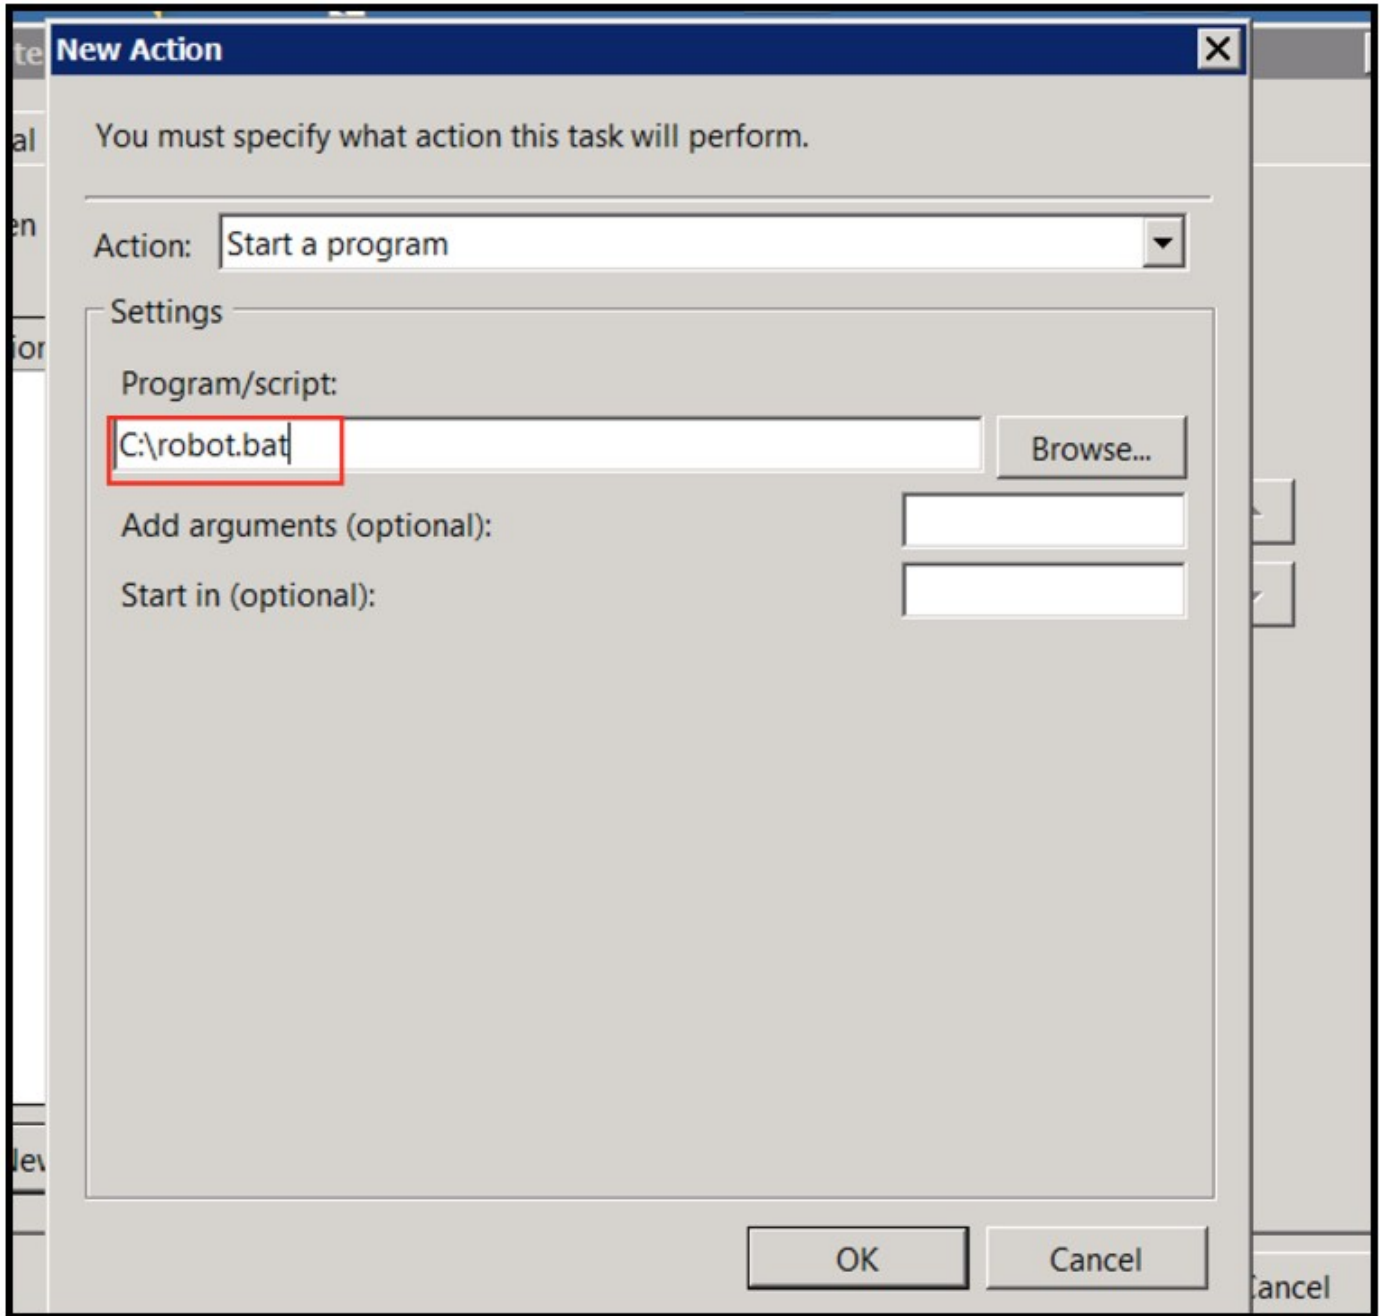 New Action
You must specify what action this task will perform.
Action: Start a program
Settings
Program/script:
C:\robot.bat
Browse...
Add arguments (optional):
Start in (optional):
OK
Cancel
Cancel